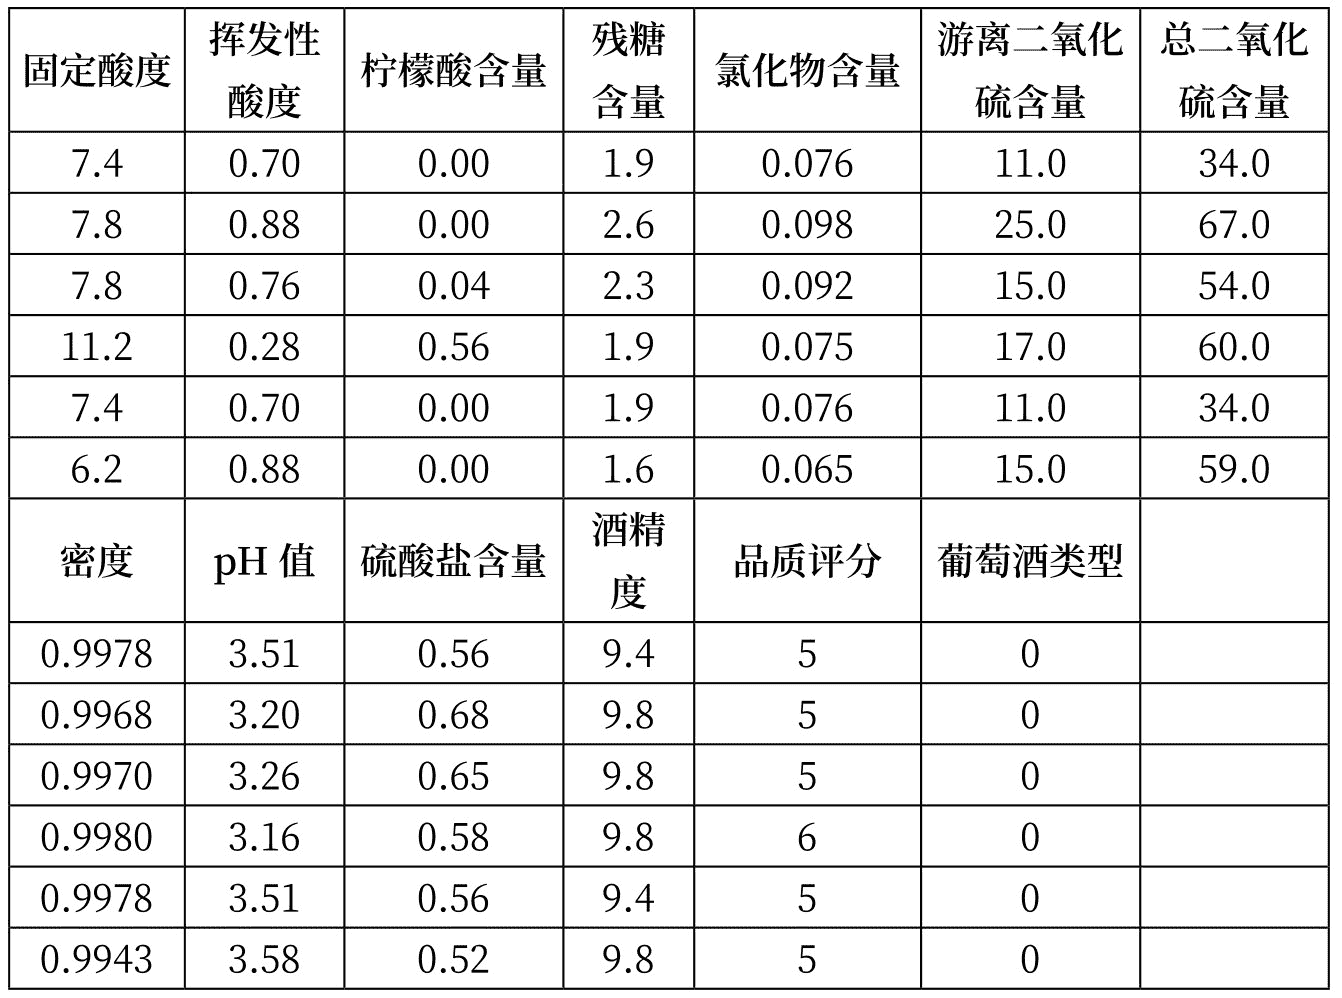 固定酸度 挥发性酸度 柠檬酸含量 残糖含量 氯化物含量 游离二氧化硫含量 总二氧化硫含量
7.4 0.70 0.00 1.9 0.076 11.0 34.0
7.8 0.88 0.00 2.6 0.098 25.0 67.0
7.8 0.76 0.04 2.3 0.092 15.0 54.0
11.2 0.28 0.56 1.9 0.075 17.0 60.0
7.4 0.70 0.00 1.9 0.076 11.0 34.0
6.2 0.88 0.00 1.6 0.065 15.0 59.0
密度 pH 值 硫酸盐含量 酒精度 品质评分 葡萄酒类型
0.9978 3.51 0.56 9.4 5 0
0.9968 3.20 0.68 9.8 5 0
0.9970 3.26 0.65 9.8 5 0
0.9980 3.16 0.58 9.8 6 0
0.9978 3.51 0.56 9.4 5 0
0.9943 3.58 0.52 9.8 5 0